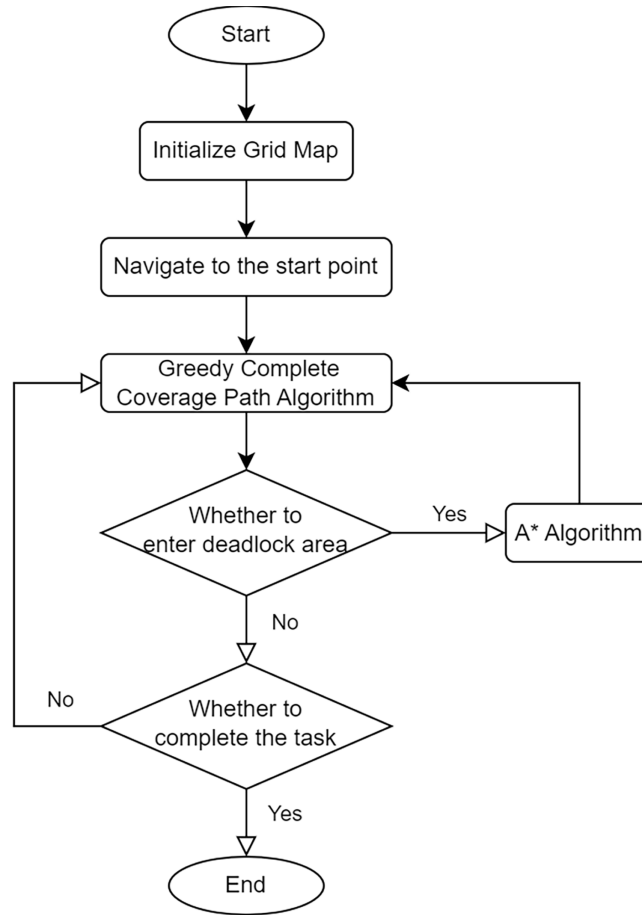 Start
Initialize Grid Map
Navigate to the start point
Greedy Complete
Coverage Path Algorithm
Whether to
enter deadlock area
Yes
A* Algorithm
No
No
Whether to
complete the task
Yes
End